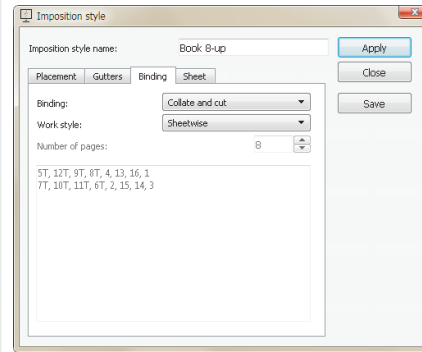 Imposition style
Imposition style name: Book 8-up
Apply
Close
Save
Placement Gutters Binding Sheet
Binding: Collate and cut
Work style: Sheetwise
Number of pages: 8
5T, 12T, 9T, 8T, 4, 13, 16, 1
7T, 10T, 11T, 6T, 2, 15, 14, 3